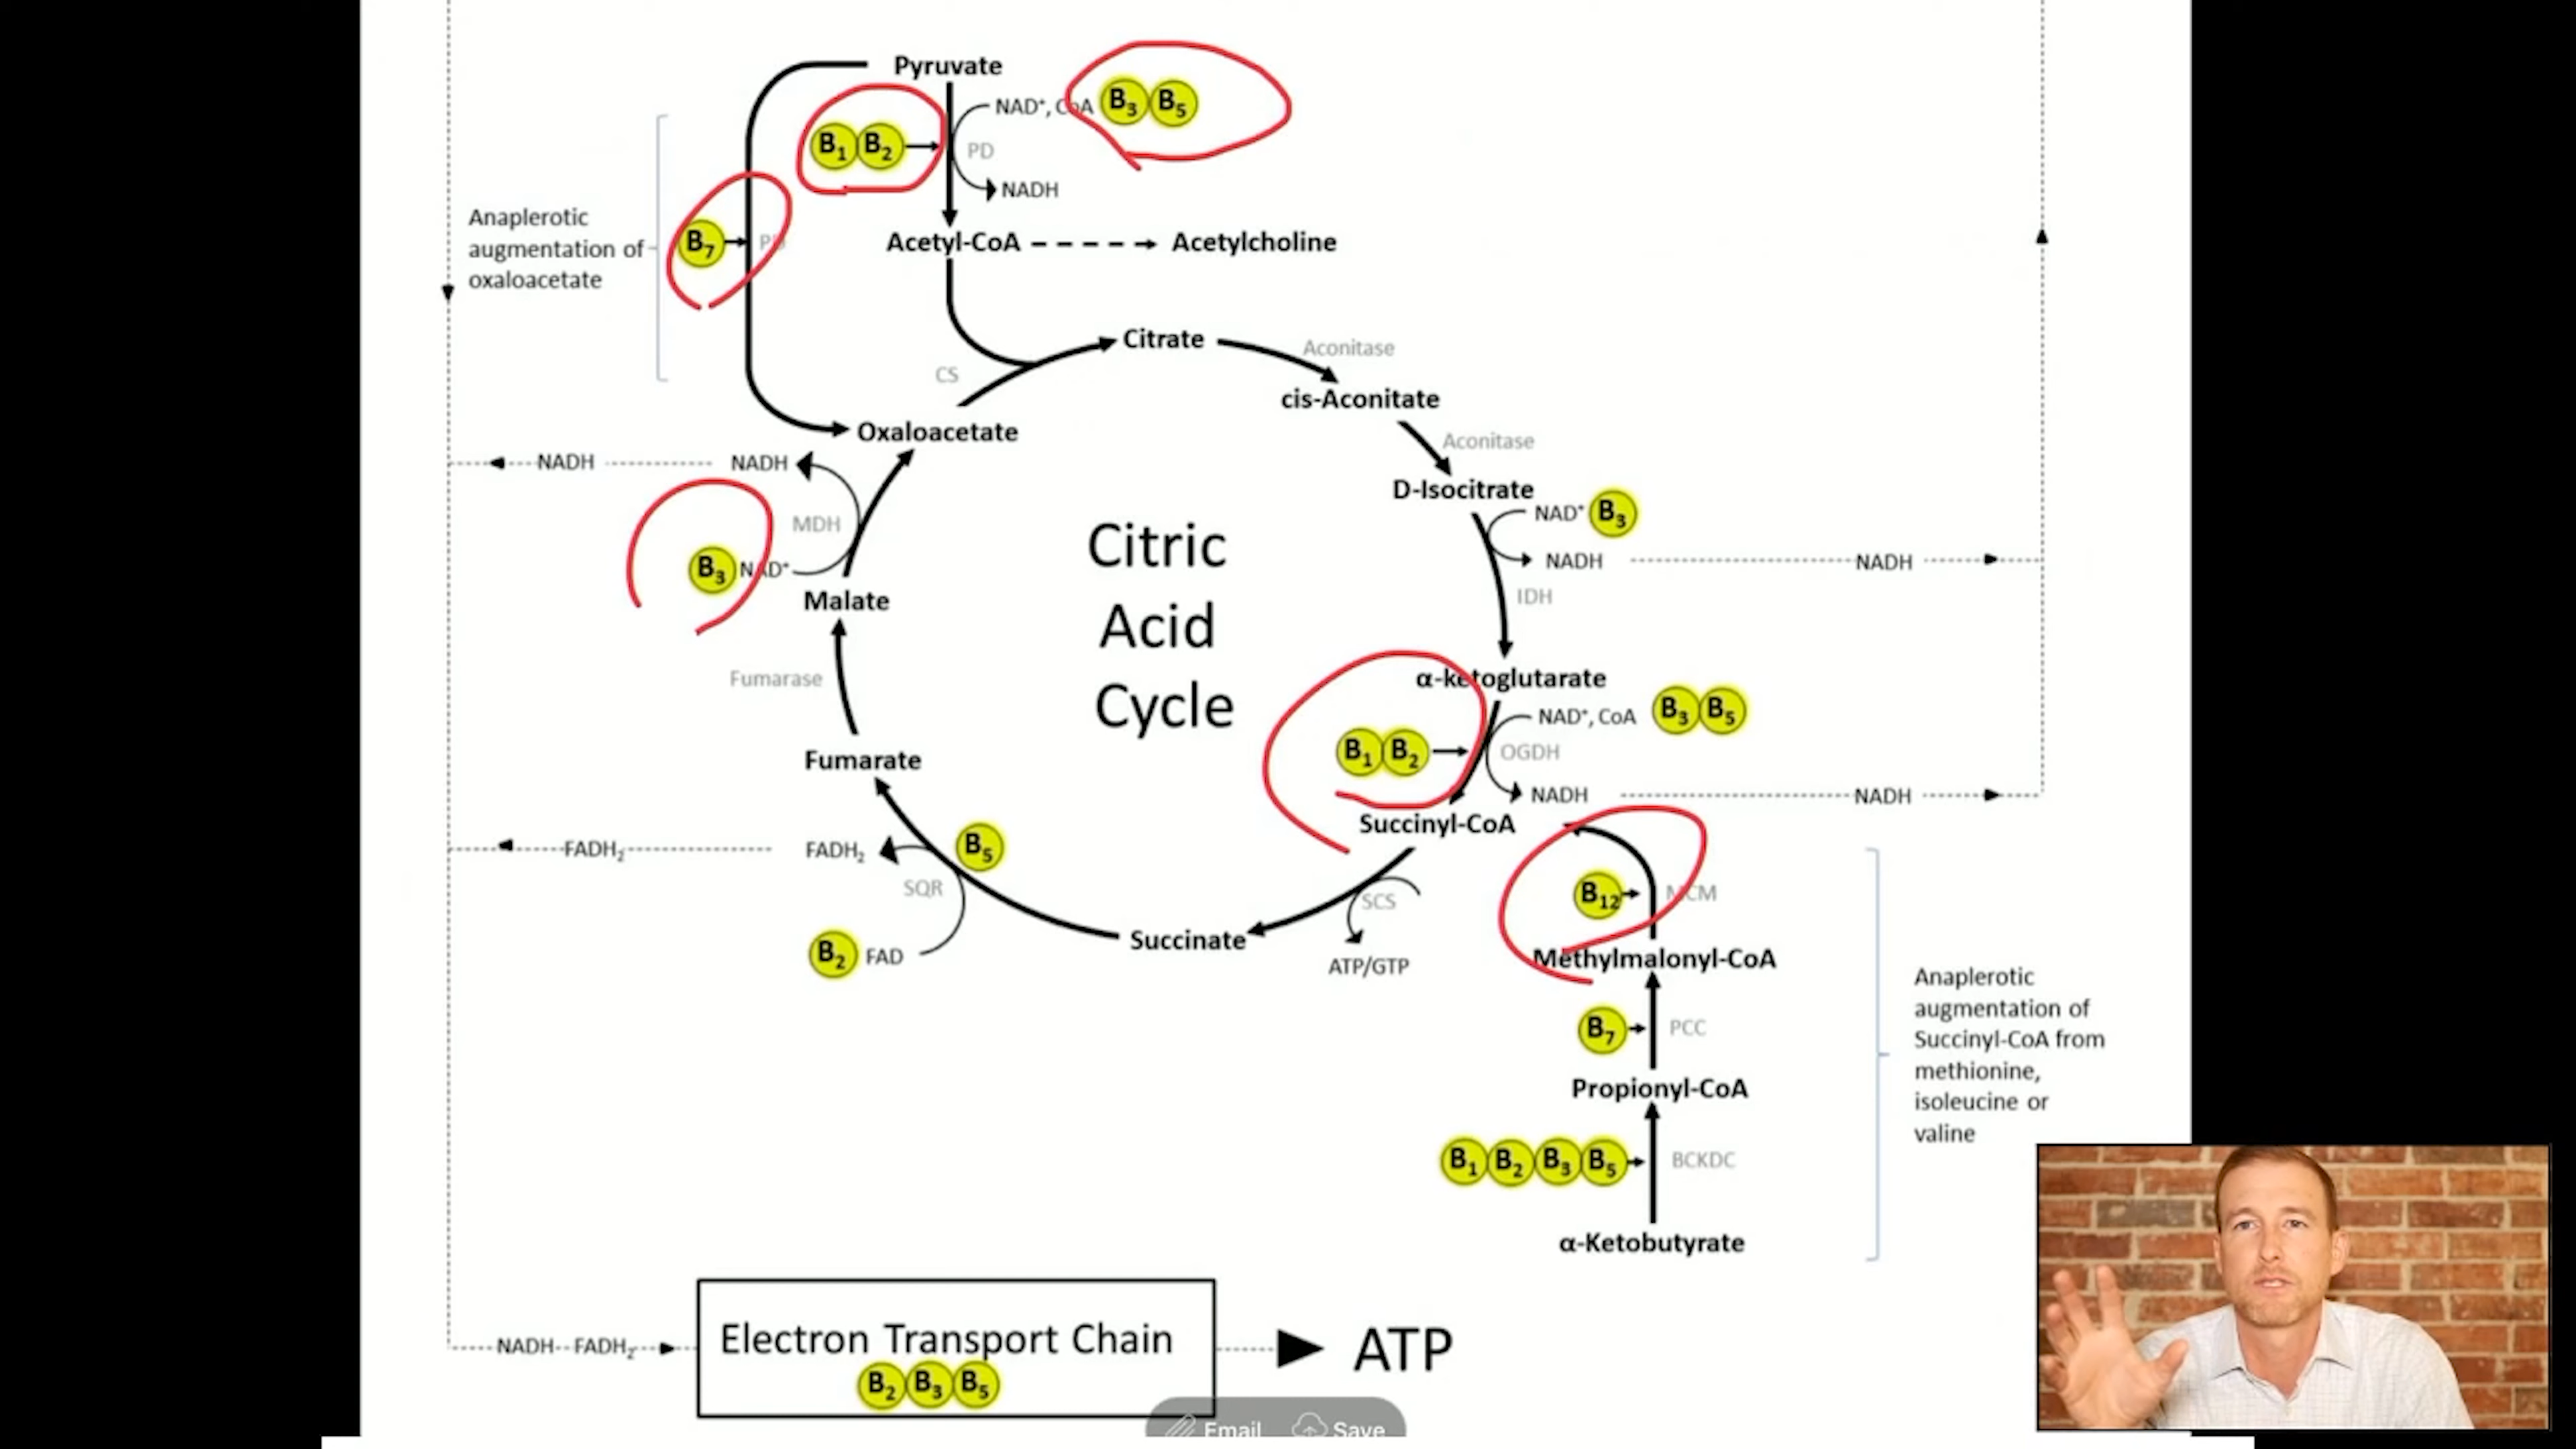 Pyruvate
NAD⁺, CoA B₃ B₅
B₁ B₂
PD
NADH
Anaplerotic
augmentation of
oxaloacetate
B₇
Acetyl-CoA
Acetylcholine
Citrate
Aconitase
CS
cis-Aconitate
Oxaloacetate
Aconitase
NADH
NADH
D-Isocitrate
NAD⁺ B₃
MDH
B₃ NAD⁺
NADH
NADH
Malate
IDH
Citric
Acid
Cycle
Fumarase
α-ketoglutarate
NAD⁺, CoA B₃ B₅
B₁ B₂
OGDH
Fumarate
NADH
NADH
Succinyl-CoA
FADH₂
FADH₂
B₅
SQR
SCS
B₁₂
MCM
B₂ FAD
Succinate
ATP/GTP
Methylmalonyl-CoA
B₇
PCC
Propionyl-CoA
B₁ B₂ B₃ B₅
BCKDC
α-Ketobutyrate
Anaplerotic
augmentation of
Succinyl-CoA from
methionine,
isoleucine or
valine
NADH
FADH₂
Electron Transport Chain
B₂ B₃ B₅
ATP
Email
Save